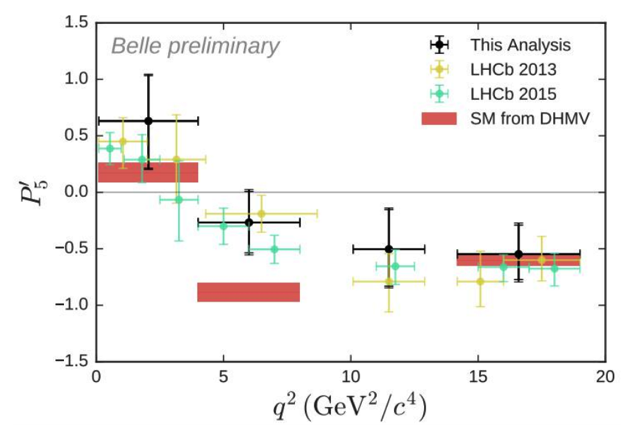 Belle preliminary
This Analysis
LHCb 2013
LHCb 2015
SM from DHMV
1.5
1.0
0.5
0.0
−0.5
−1.0
−1.5
P′5
0 5 10 15 20
q² (GeV²/c⁴)